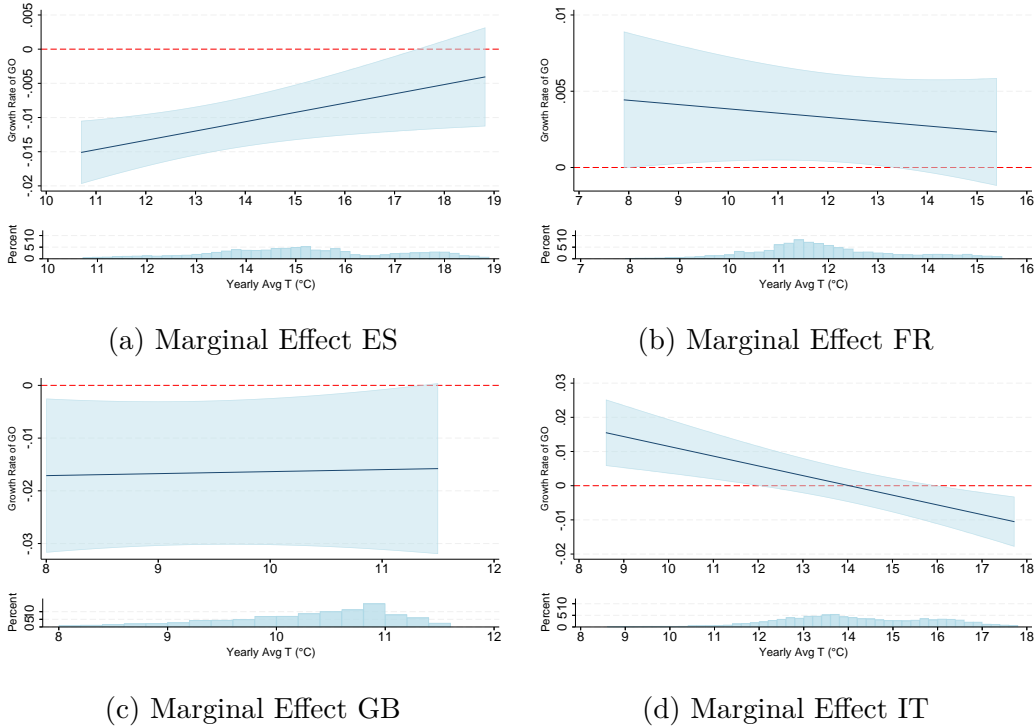 .005
0
-.005
-.01
-.015
-.02
Growth Rate of GO
10 11 12 13 14 15 16 17 18 19
Percent
0 5 10
10 11 12 13 14 15 16 17 18 19
Yearly Avg T (°C)
(a) Marginal Effect ES
.01
.005
0
Growth Rate of GO
7 8 9 10 11 12 13 14 15 16
Percent
0 5 10
7 8 9 10 11 12 13 14 15 16
Yearly Avg T (°C)
(b) Marginal Effect FR
0
-.01
-.02
-.03
Growth Rate of GO
8 9 10 11 12
Percent
0 5 10
8 9 10 11 12
Yearly Avg T (°C)
(c) Marginal Effect GB
.03
.02
.01
0
-.01
-.02
Growth Rate of GO
8 9 10 11 12 13 14 15 16 17 18
Percent
0 5 10
8 9 10 11 12 13 14 15 16 17 18
Yearly Avg T (°C)
(d) Marginal Effect IT